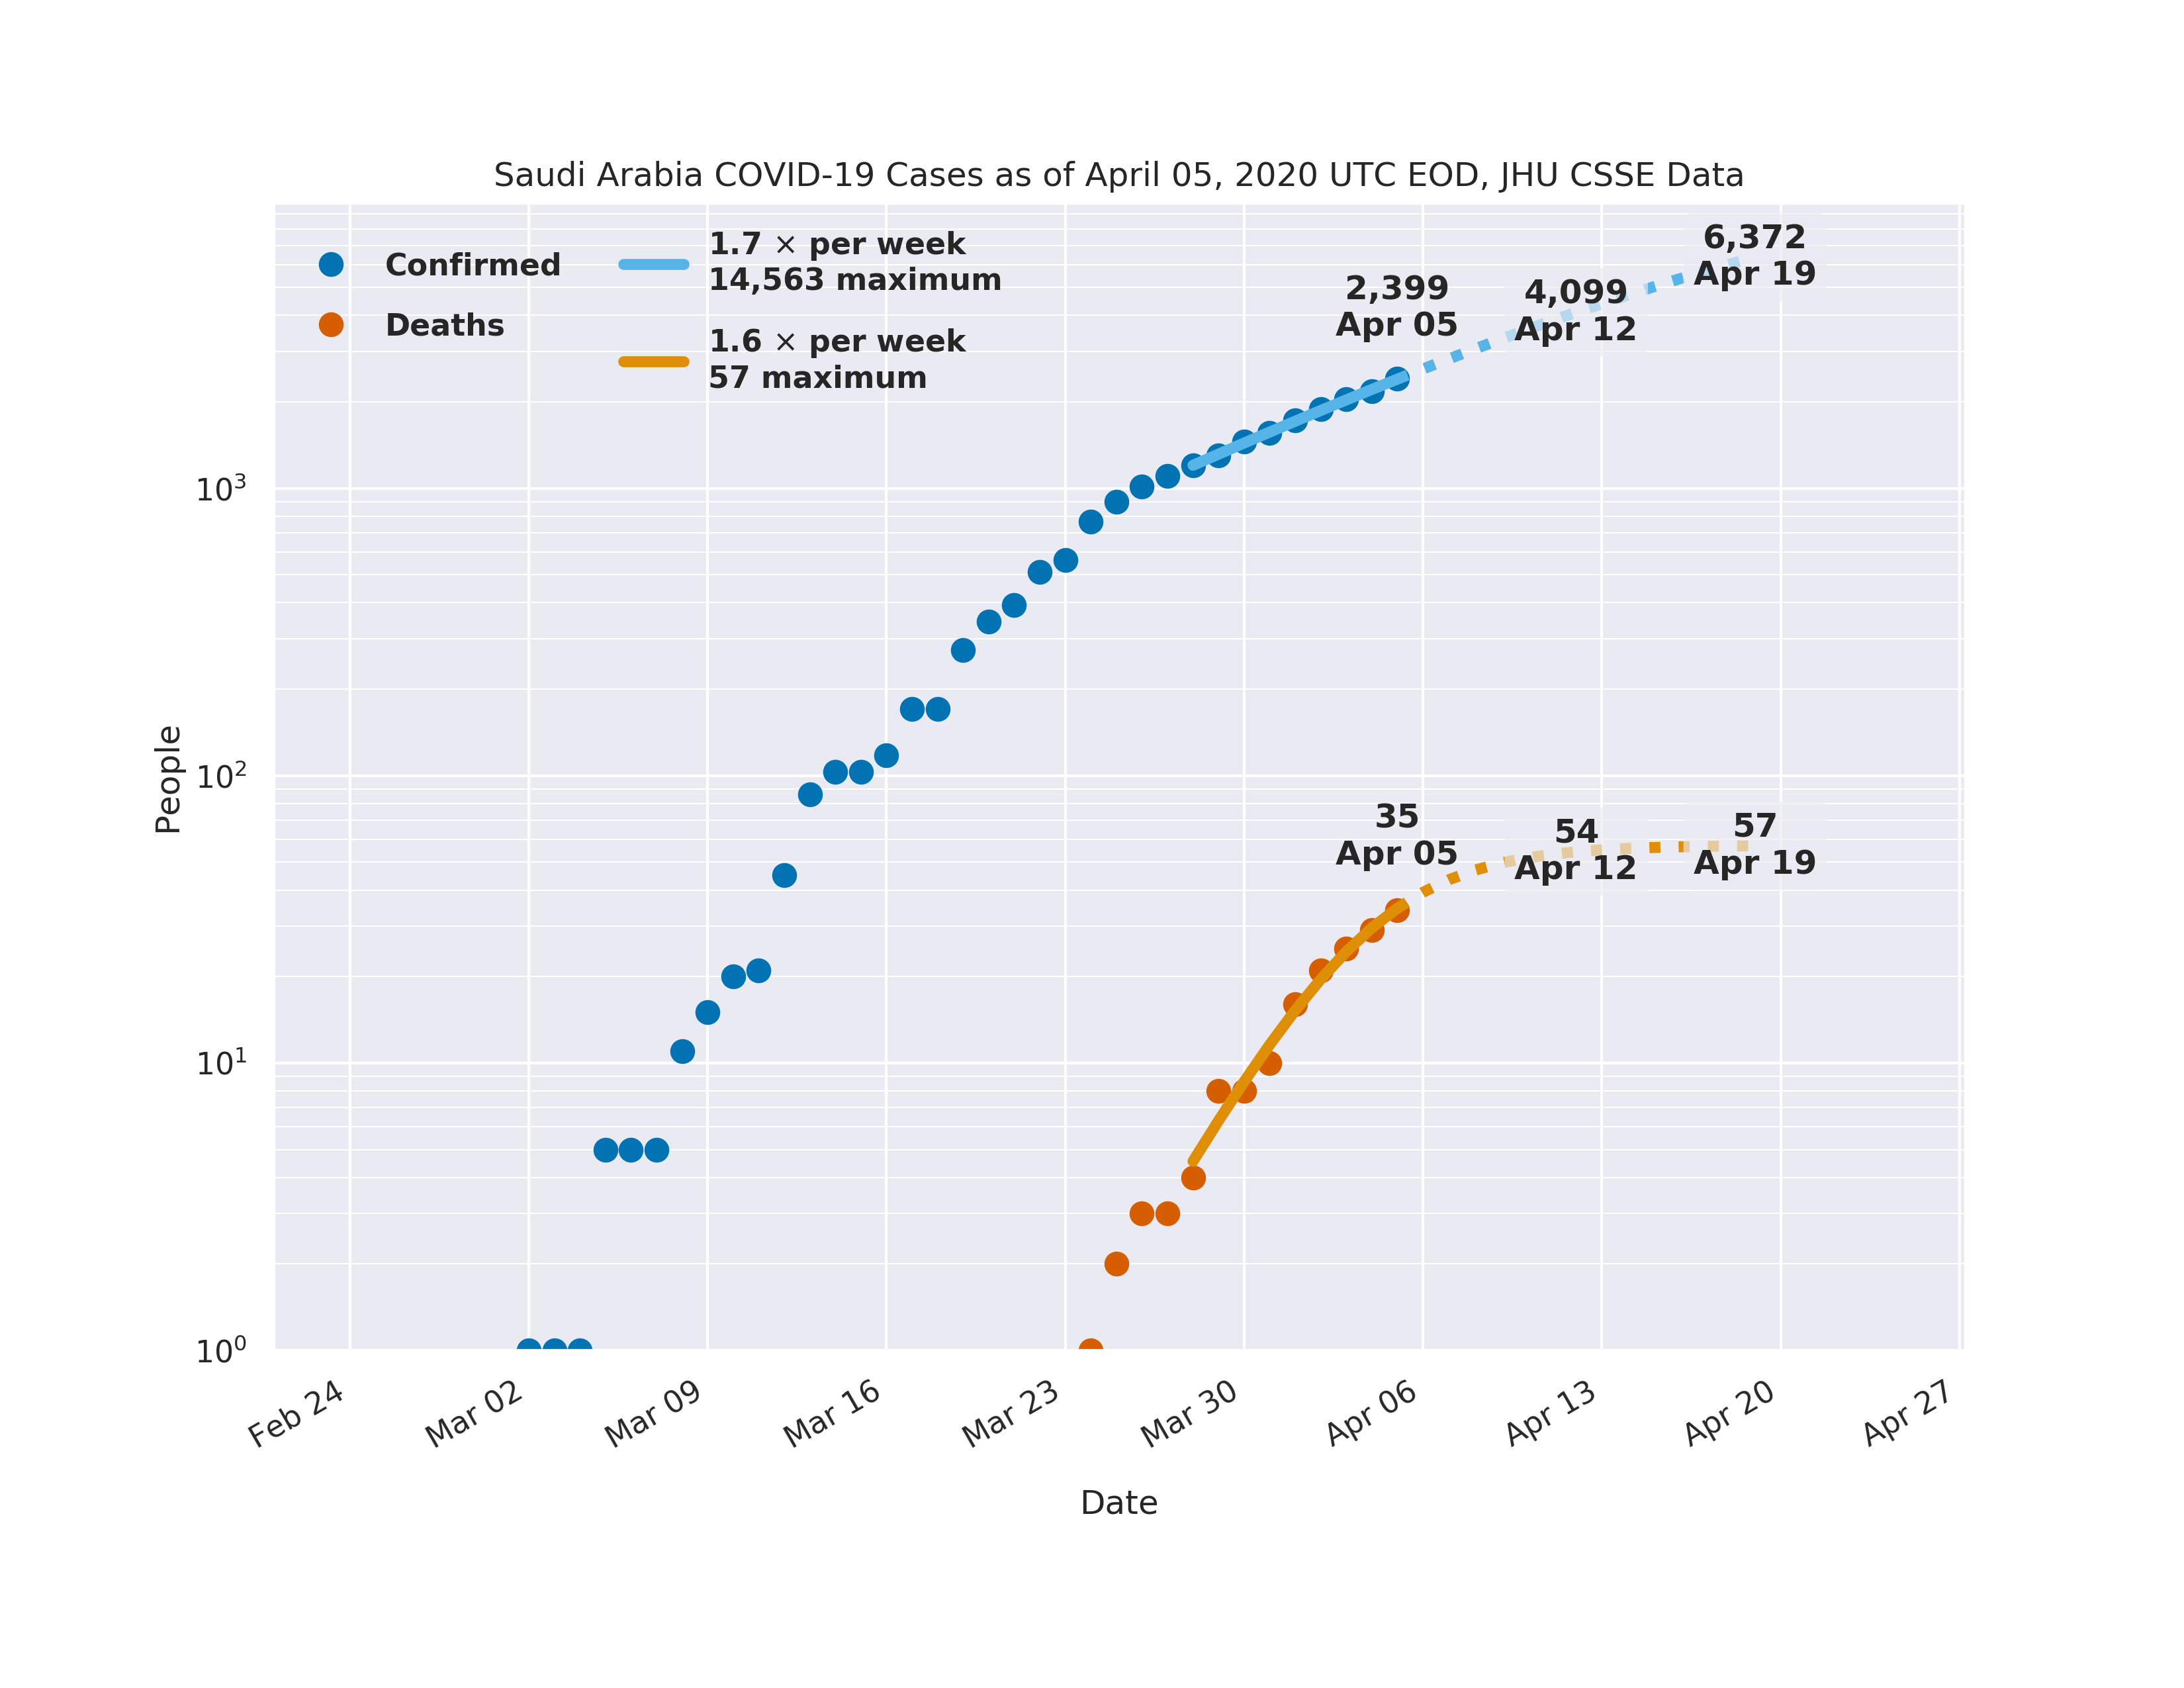 Saudi Arabia COVID-19 Cases as of April 05, 2020 UTC EOD, JHU CSSE Data
Confirmed
Deaths
1.7 × per week
14,563 maximum
1.6 × per week
57 maximum
2,399
Apr 05
4,099
Apr 12
6,372
Apr 19
35
Apr 05
54
Apr 12
57
Apr 19
People
10³
10²
10¹
10⁰
Feb 24
Mar 02
Mar 09
Mar 16
Mar 23
Mar 30
Apr 06
Apr 13
Apr 20
Apr 27
Date